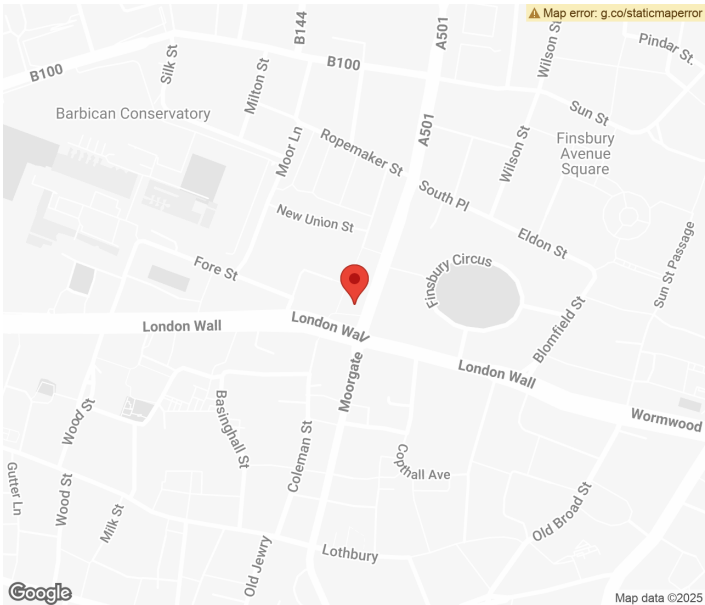 Map error: g.co/staticmaperror
B144
A501
Wilson St
Pindar St.
B100
Silk St
Milton St
B100
Sun St
Barbican Conservatory
Moor Ln
Ropemaker St
A501
Wilson St
Finsbury
Avenue
Square
South Pl
New Union St
Eldon St
Sun St Passage
Fore St
Finsbury Circus
London Wall
London Wal
Blomfield St
Moorgate
London Wall
Wormwood
Wood St
Basinghall St
Coleman St
Copthall Ave
Gutter Ln
Wood St
Milk St
Old Broad St
Old Jewry
Lothbury
Google
Map data ©2025